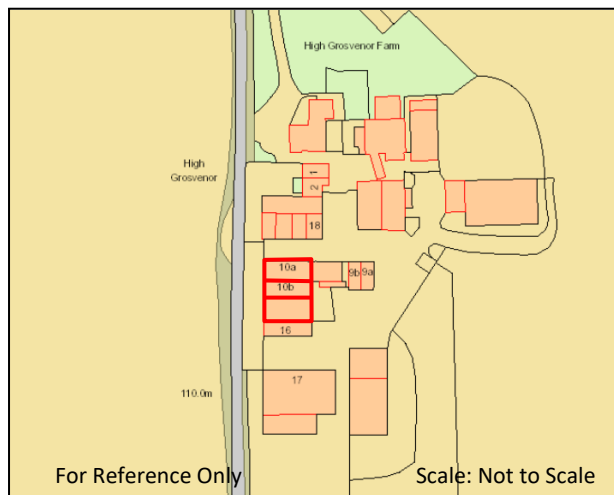 High Grosvenor Farm
High
Grosvenor
1
2
18
10a
9b
9a
10b
16
17
110.0m
For Reference Only
Scale: Not to Scale